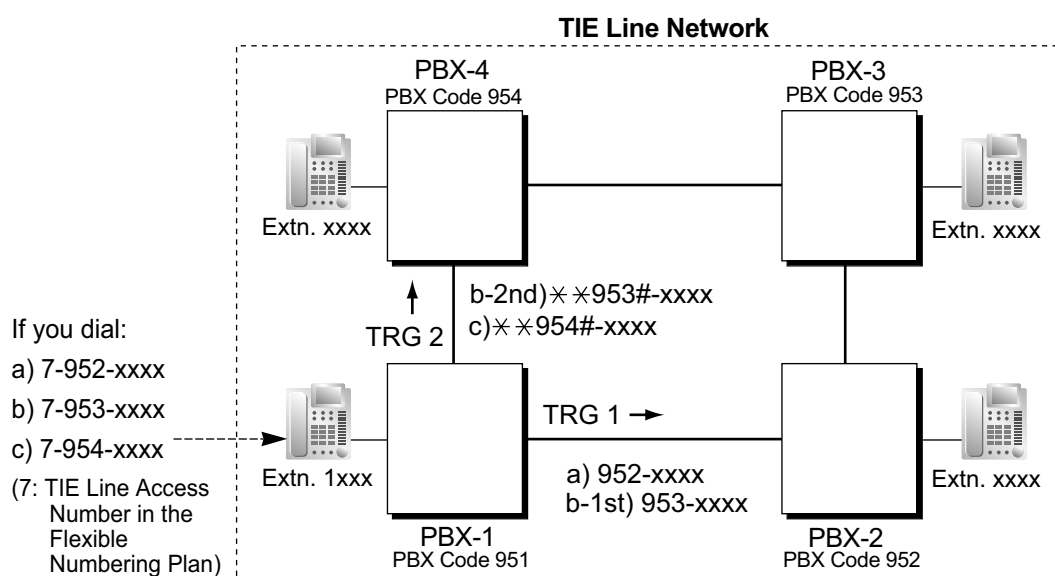 TIE Line Network
PBX-4
PBX Code 954
PBX-3
PBX Code 953
Extn. xxxx
Extn. xxxx
b-2nd)✳✳953#-xxxx
c)✳✳954#-xxxx
TRG 2
If you dial:
a) 7-952-xxxx
b) 7-953-xxxx
c) 7-954-xxxx
(7: TIE Line Access
Number in the
Flexible
Numbering Plan)
TRG 1
a) 952-xxxx
b-1st) 953-xxxx
Extn. 1xxx
Extn. xxxx
PBX-1
PBX Code 951
PBX-2
PBX Code 952